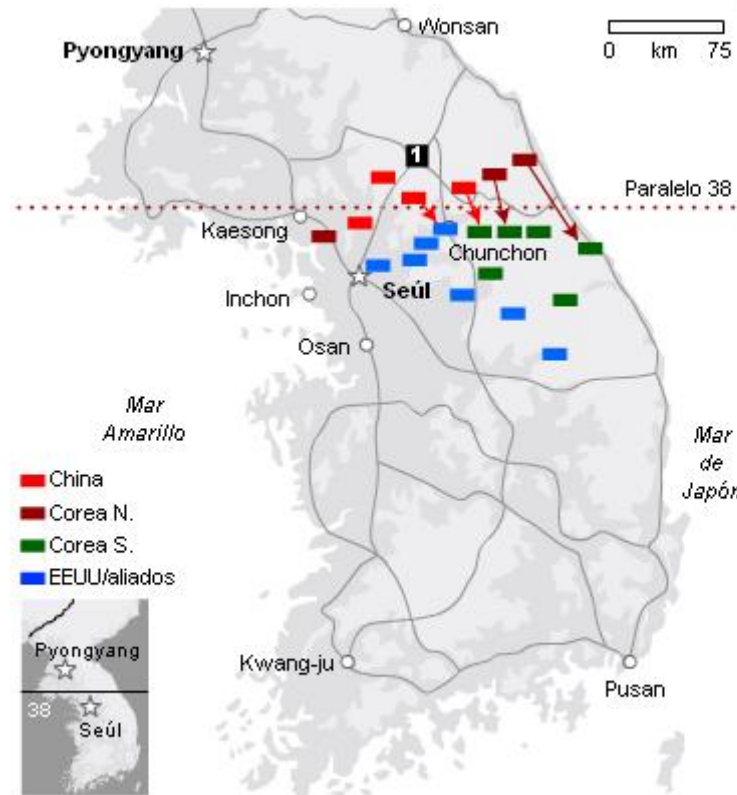 Wonsan
Pyongyang
0 km 75
1
Paralelo 38
Kaesong
Chunchon
Seúl
Inchon
Osan
Mar
Amarillo
Mar
de
Japón
China
Corea N.
Corea S.
EEUU/aliados
Pyongyang
38
Seúl
Kwang-ju
Pusan